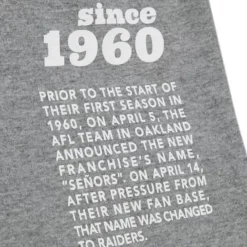 since
1960
PRIOR TO THE START OF
THEIR FIRST SEASON IN
1960, ON APRIL 5, THE
AFL TEAM IN OAKLAND
ANNOUNCED THE NEW
FRANCHISE'S NAME,
"SEÑORS". ON APRIL 14,
AFTER PRESSURE FROM
THEIR NEW FAN BASE,
THAT NAME WAS CHANGED
TO RAIDERS.